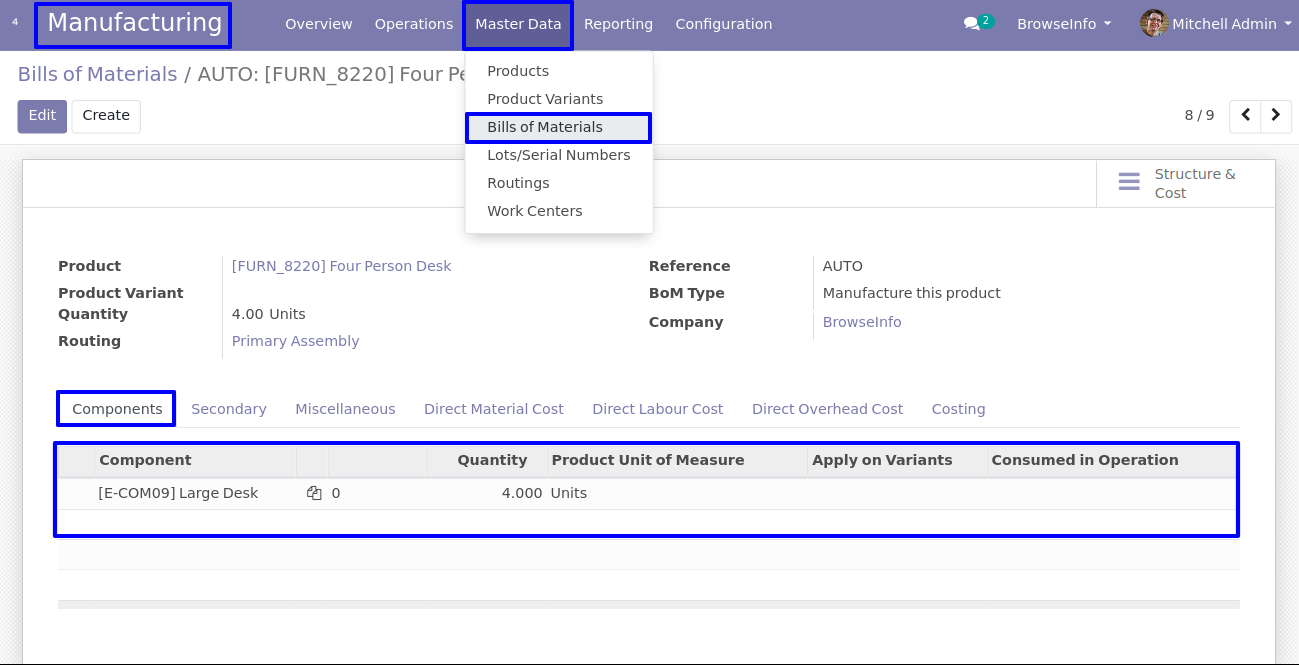 4 Manufacturing Overview Operations Master Data Reporting Configuration 2 BrowseInfo Mitchell Admin
Bills of Materials / AUTO: [FURN_8220] Four Pe
Edit Create 8 / 9
Products
Product Variants
Bills of Materials
Lots/Serial Numbers
Routings
Work Centers
Structure &
Cost
Product [FURN_8220] Four Person Desk
Product Variant
Quantity 4.00 Units
Routing Primary Assembly
Reference AUTO
BoM Type Manufacture this product
Company BrowseInfo
Components Secondary Miscellaneous Direct Material Cost Direct Labour Cost Direct Overhead Cost Costing
Component Quantity Product Unit of Measure Apply on Variants Consumed in Operation
[E-COM09] Large Desk 0 4.000 Units